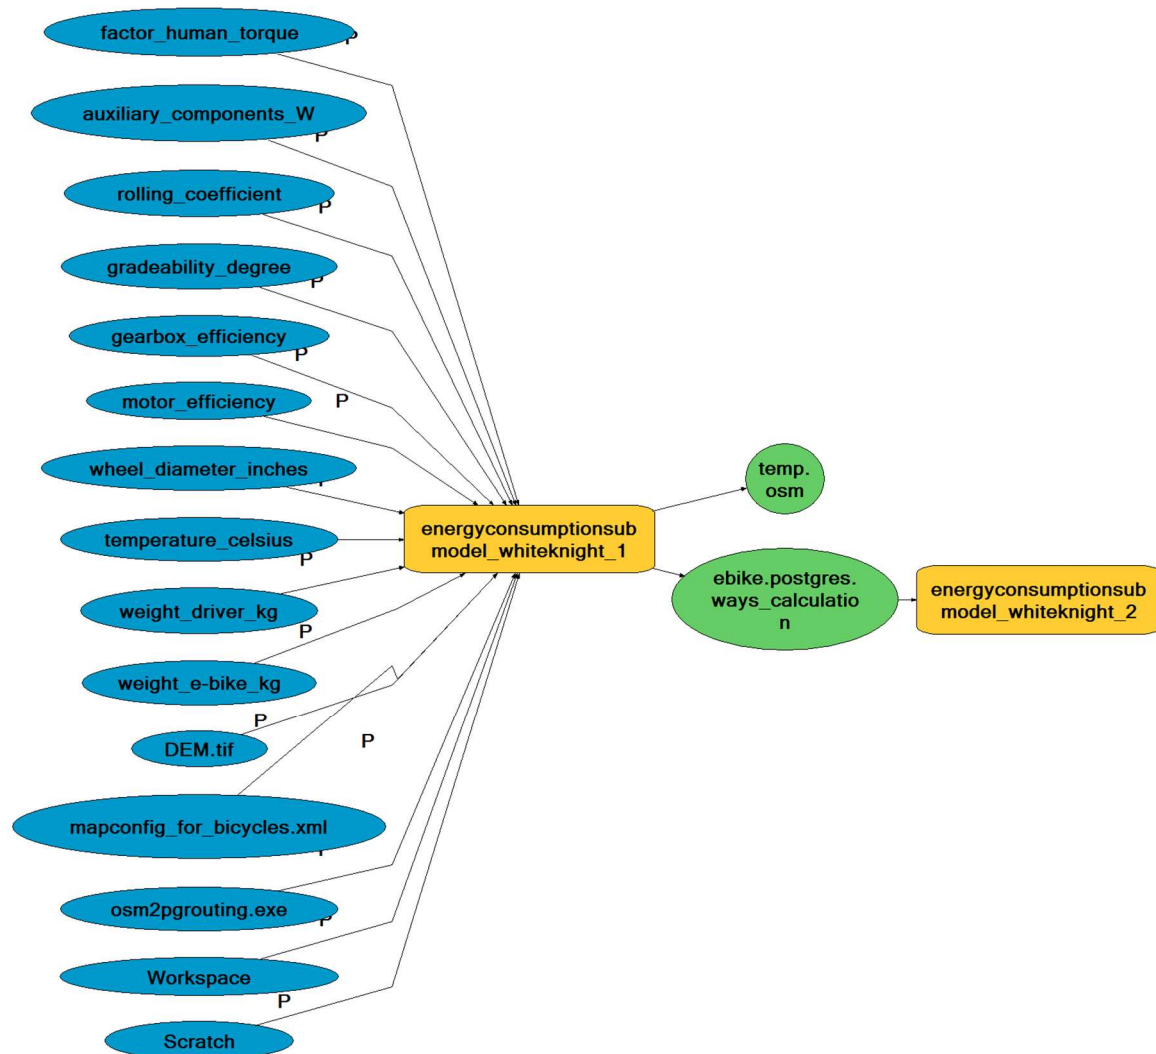 factor_human_torque
P
auxiliary_components_W
P
rolling_coefficient
P
gradeability_degree
P
gearbox_efficiency
P
motor_efficiency
P
wheel_diameter_inches
temperature_celsius
P
weight_driver_kg
P
weight_e-bike_kg
P
DEM.tif
P
mapconfig_for_bicycles.xml
P
osm2pgrouting.exe
P
Workspace
P
Scratch
energyconsumptionsub
model_whiteknight_1
temp.
osm
ebike.postgres.
ways_calculatio
n
energyconsumptionsub
model_whiteknight_2